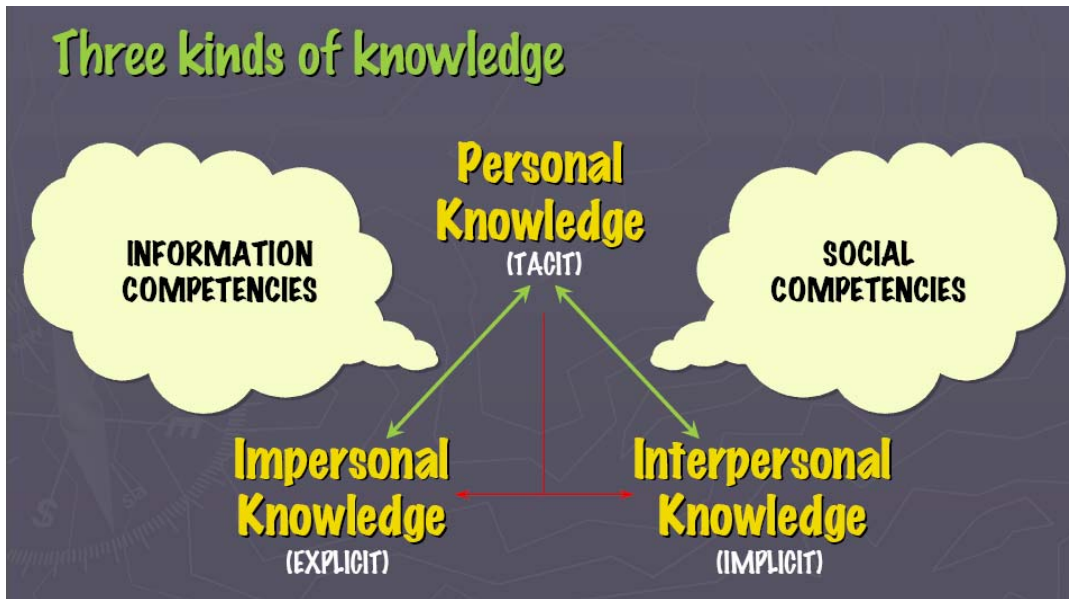 Three kinds of knowledge
Personal
Knowledge
(TACIT)
INFORMATION
COMPETENCIES
SOCIAL
COMPETENCIES
Impersonal
Knowledge
(EXPLICIT)
Interpersonal
Knowledge
(IMPLICIT)
E
S